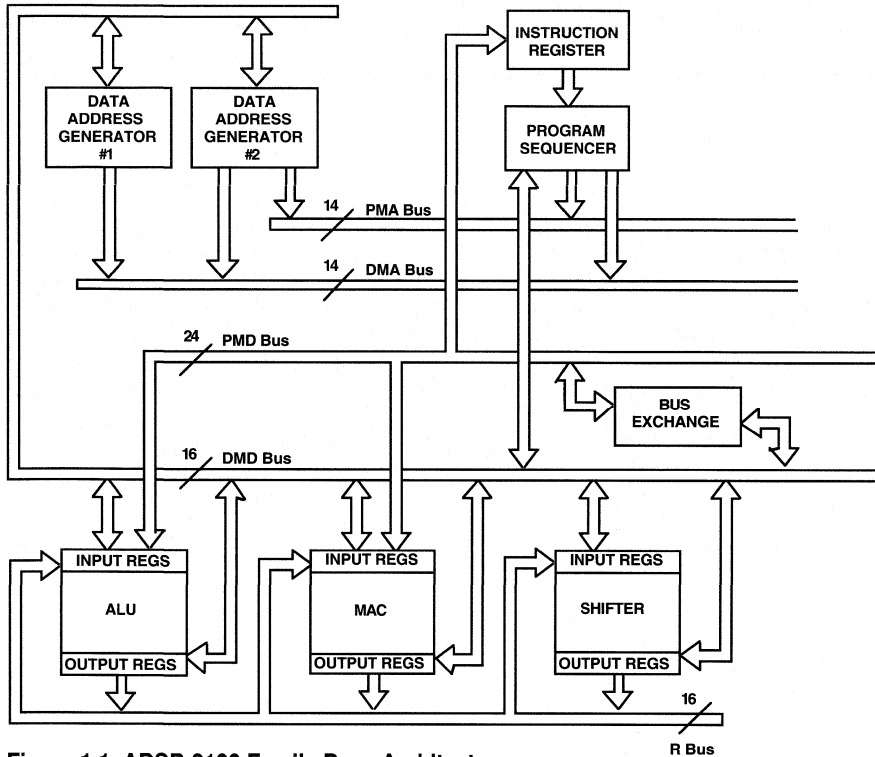 INSTRUCTION
REGISTER
DATA
ADDRESS
GENERATOR
#1
DATA
ADDRESS
GENERATOR
#2
PROGRAM
SEQUENCER
14 PMA Bus
14 DMA Bus
24 PMD Bus
BUS
EXCHANGE
16 DMD Bus
INPUT REGS
ALU
OUTPUT REGS
INPUT REGS
MAC
OUTPUT REGS
INPUT REGS
SHIFTER
OUTPUT REGS
16
R Bus